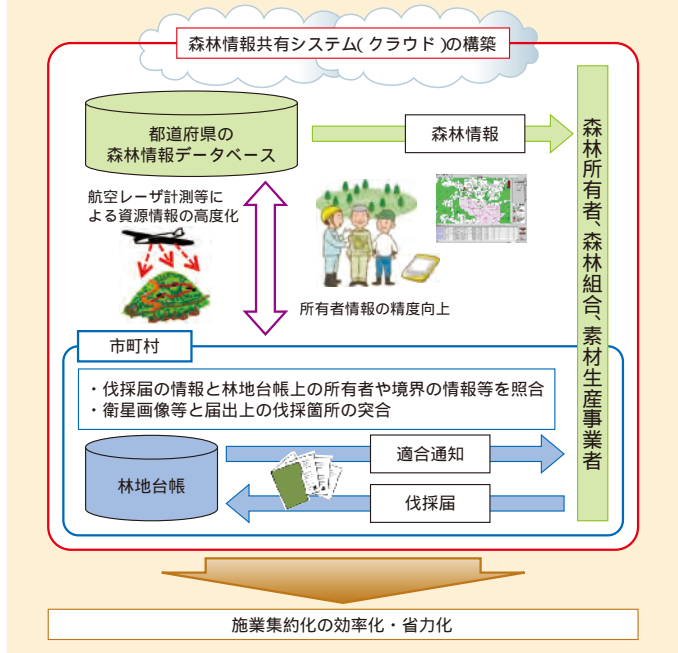 森林情報共有システム(クラウド)の構築
都道府県の
森林情報データベース
森林情報
森林所有者、森林組合、素材生産事業者
航空レーザ計測等に
よる資源情報の高度化
所有者情報の精度向上
市町村
・伐採届の情報と林地台帳上の所有者や境界の情報等を照合
・衛星画像等と届出上の伐採箇所の突合
林地台帳
適合通知
伐採届
施業集約化の効率化・省力化